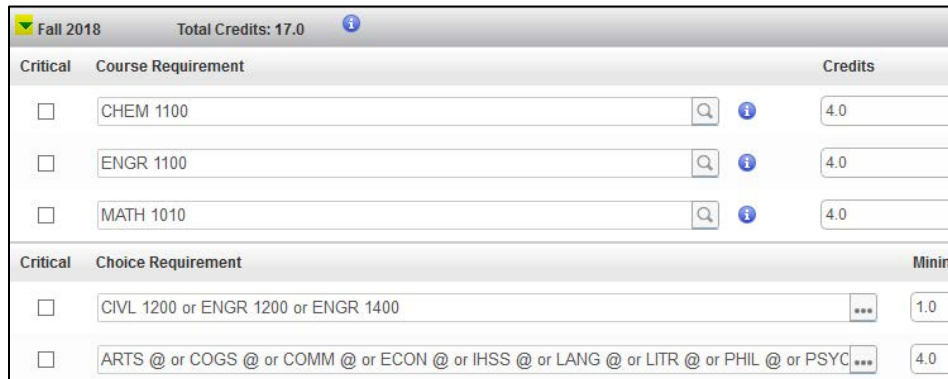 Fall 2018 Total Credits: 17.0
Critical Course Requirement Credits
CHEM 1100 4.0
ENGR 1100 4.0
MATH 1010 4.0
Critical Choice Requirement Minin
CIVL 1200 or ENGR 1200 or ENGR 1400 ... 1.0
ARTS @ or COGS @ or COMM @ or ECON @ or IHSS @ or LANG @ or LITR @ or PHIL @ or PSYC ... 4.0